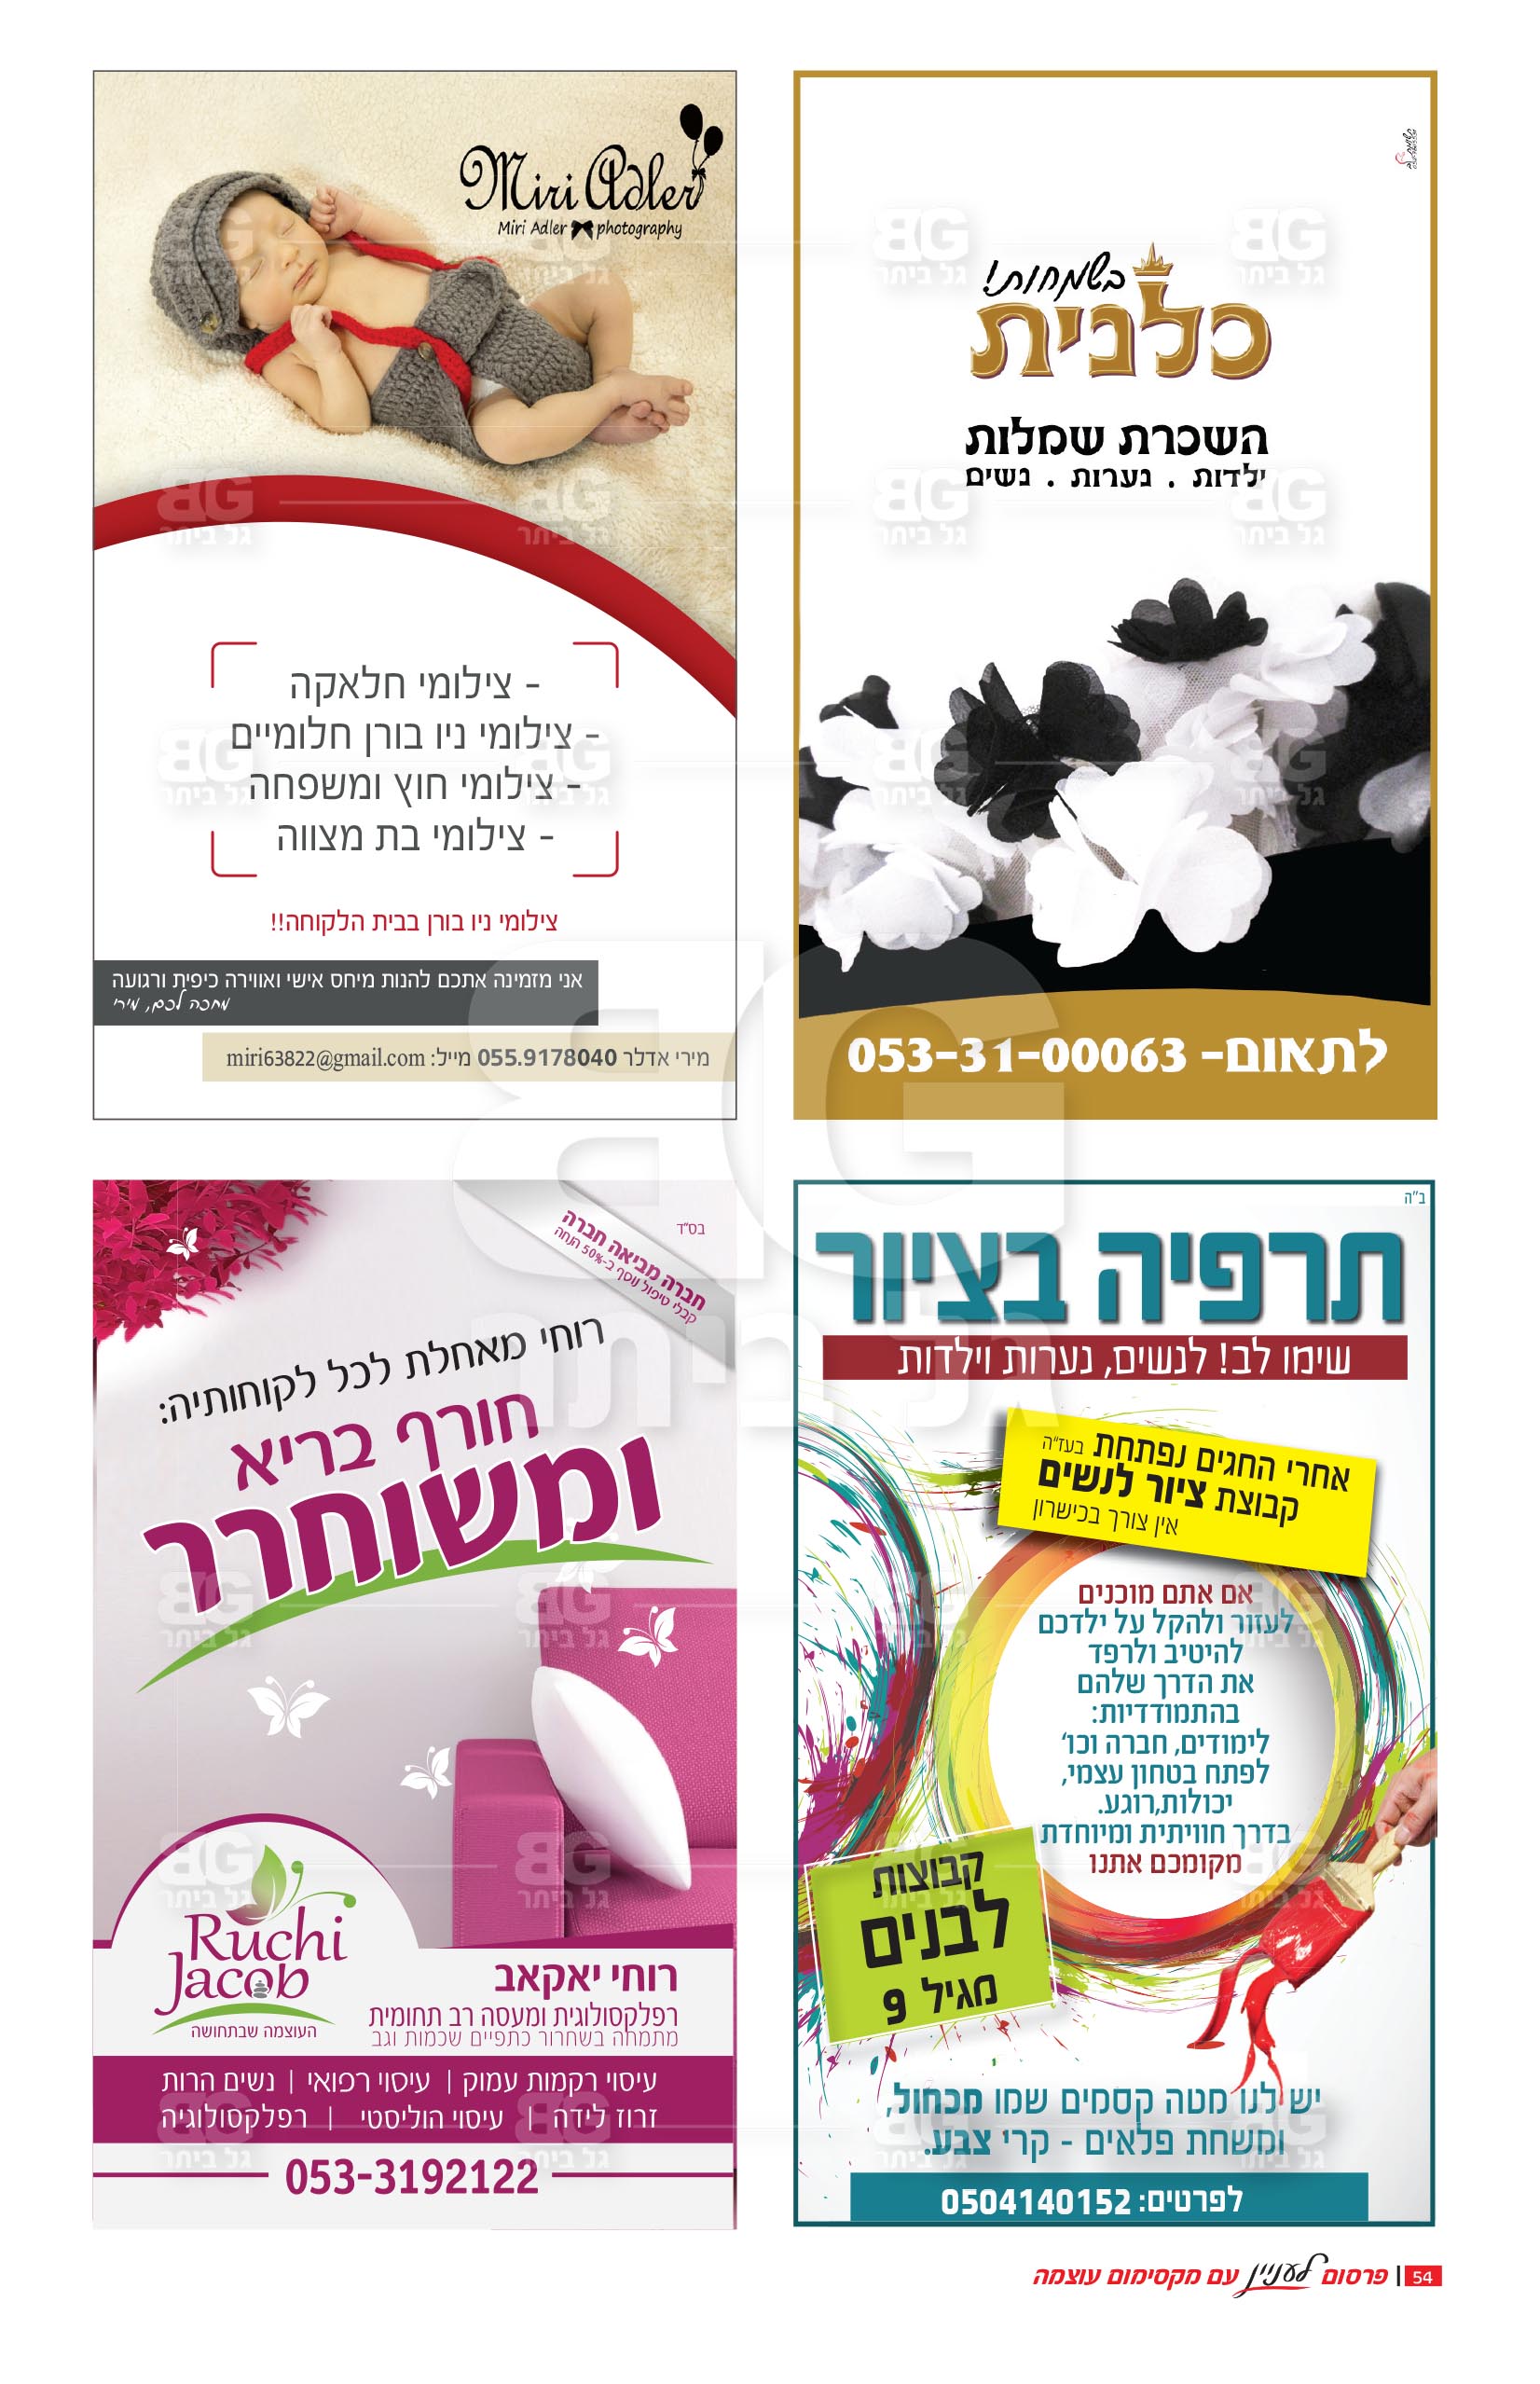 בשמחות!
כלנית
השכרת שמלות
ילדות . נערות . נשים
לתאום- 053-31-00063
Miri Adler
Miri Adler photography
- צילומי חלאקה
- צילומי ניו בורן חלומיים
- צילומי חוץ ומשפחה
- צילומי בת מצווה
צילומי ניו בורן בבית הלקוחה!!
אני מזמינה אתכם להנות מיחס אישי ואווירה כיפית ורגועה
מחכה לכם, מירי
מירי אדלר 055.9178040 מייל: miri63822@gmail.com
ב"ה
תרפיה בציור
שימו לב! לנשים, נערות וילדות
אחרי החגים נפתחת בעז"ה
קבוצת ציור לנשים
אין צורך בכישרון
אם אתם מוכנים
לעזור ולהקל על ילדכם
להיטיב ולרפד
את הדרך שלהם
בהתמודדיות:
לימודים, חברה וכו'
לפתח בטחון עצמי,
יכולות,רוגע.
בדרך חוויתית ומיוחדת
מקומכם אתנו
קבוצות
לבנים
מגיל 9
יש לנו מטה קסמים שמו מכחול,
ומשחת פלאים - קרי צבע.
לפרטים: 0504140152
בס"ד
חברה מביאה חברה
קבלי טיפול נוסף ב-50% הנחה
רוחי מאחלת לכל לקוחותיה:
חורף בריא
ומשוחרר
Ruchi
Jacob
העוצמה שבתחושה
רוחי יאקאב
רפלקסולוגית ומעסה רב תחומית
מתמחה בשחרור כתפיים שכמות וגב
עיסוי רקמות עמוק | עיסוי רפואי | נשים הרות
זרוז לידה | עיסוי הוליסטי | רפלקסולוגיה
053-3192122
54 | פרסום לעניין עם מקסימום עוצמה
BG
גל ביתר